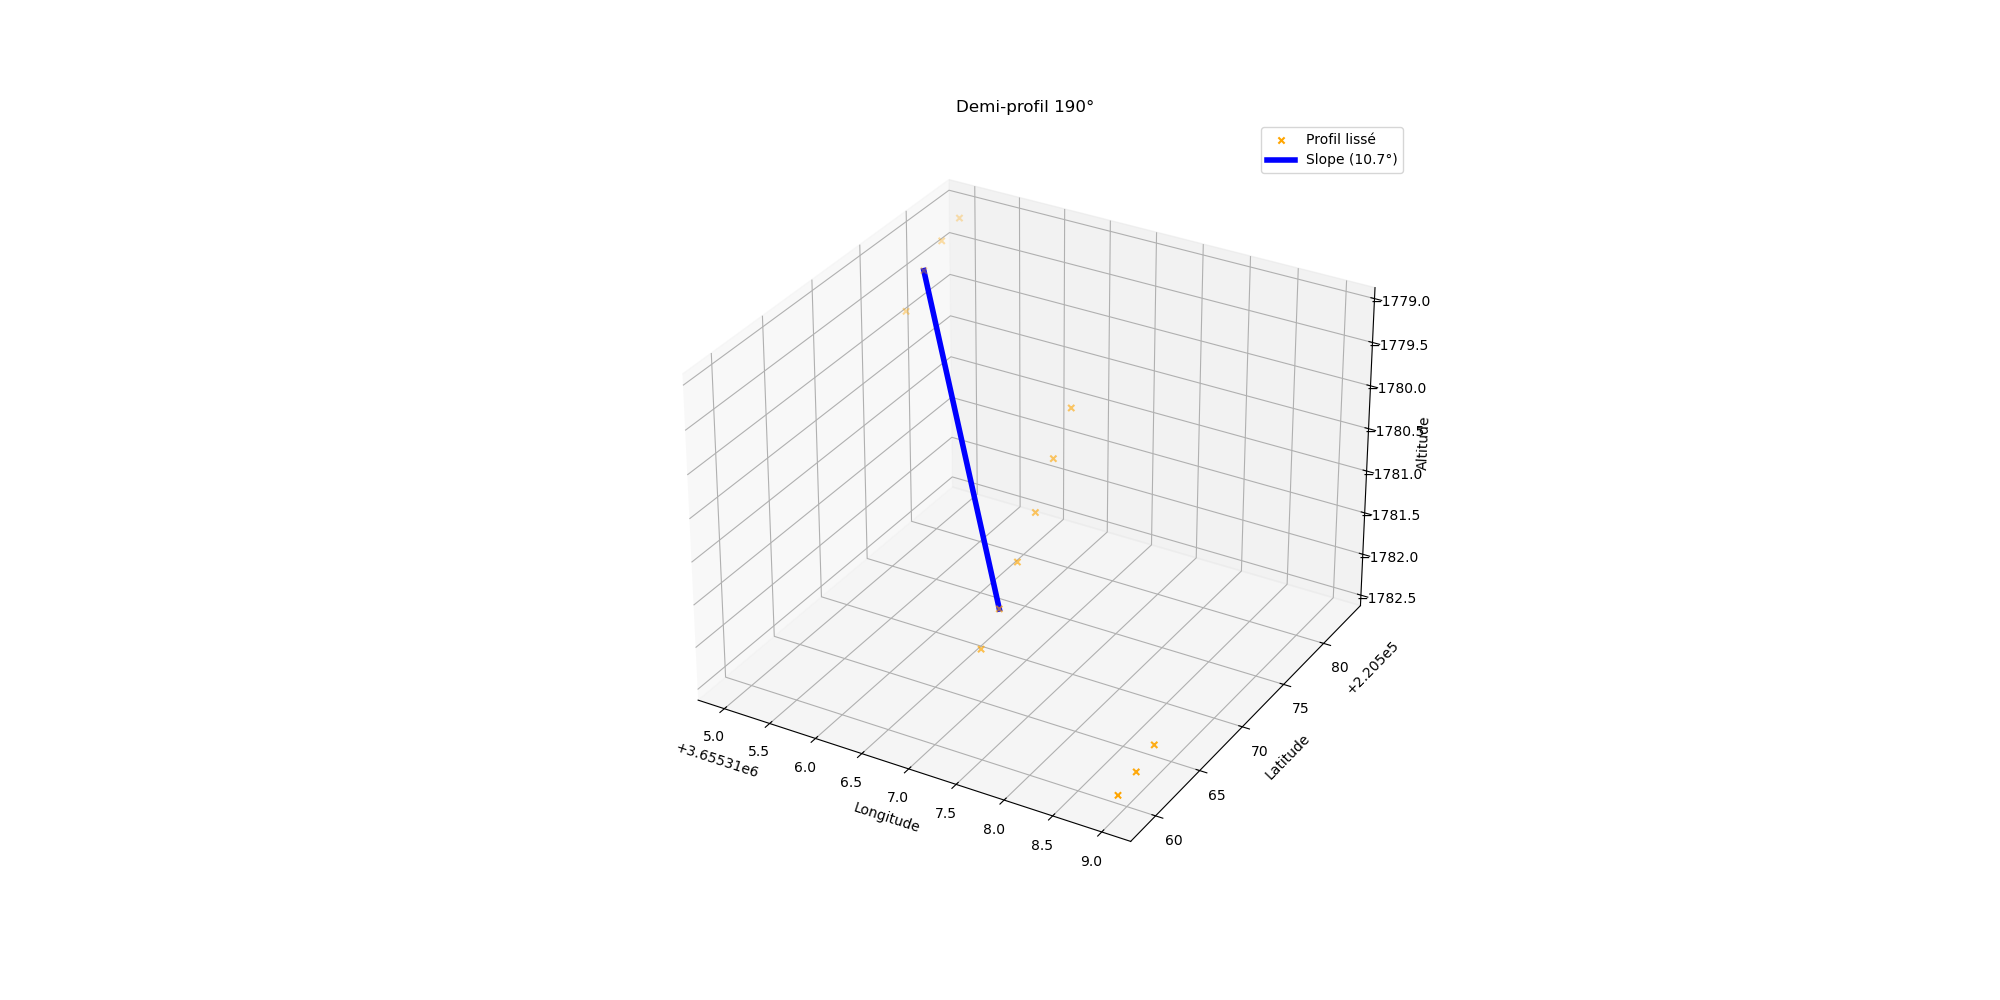 Demi-profil 190°
Profil lissé
Slope (10.7°)
−1779.0
−1779.5
−1780.0
−1780.5
−1781.0
−1781.5
−1782.0
−1782.5
Altitude
80
75
70
65
60
+2.205e5
Latitude
5.0
5.5
6.0
6.5
7.0
7.5
8.0
8.5
9.0
+3.65531e6
Longitude